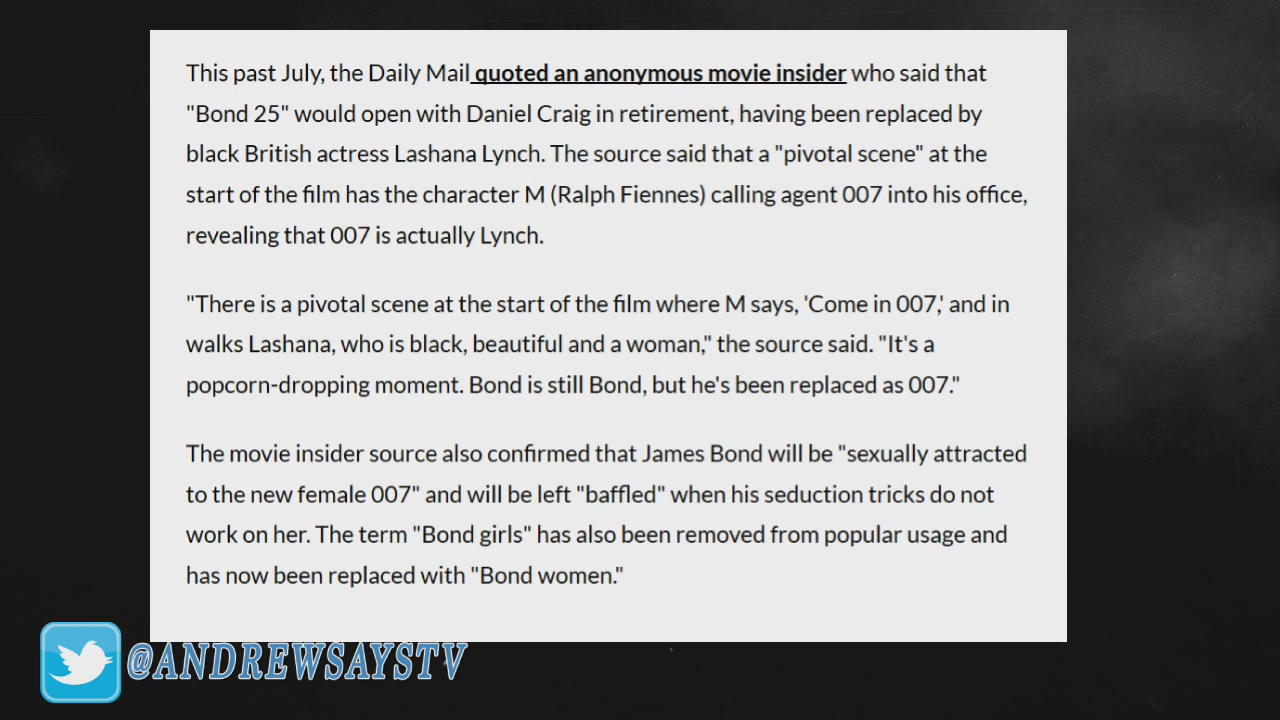 This past July, the Daily Mail quoted an anonymous movie insider who said that
"Bond 25" would open with Daniel Craig in retirement, having been replaced by
black British actress Lashana Lynch. The source said that a "pivotal scene" at the
start of the film has the character M (Ralph Fiennes) calling agent 007 into his office,
revealing that 007 is actually Lynch.
"There is a pivotal scene at the start of the film where M says, 'Come in 007,' and in
walks Lashana, who is black, beautiful and a woman," the source said. "It's a
popcorn-dropping moment. Bond is still Bond, but he's been replaced as 007."
The movie insider source also confirmed that James Bond will be "sexually attracted
to the new female 007" and will be left "baffled" when his seduction tricks do not
work on her. The term "Bond girls" has also been removed from popular usage and
has now been replaced with "Bond women."
@ANDREWSAYSTV